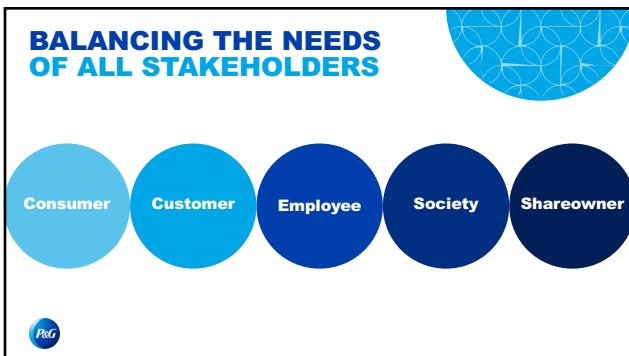 BALANCING THE NEEDS
OF ALL STAKEHOLDERS
Consumer
Customer
Employee
Society
Shareowner
P&G